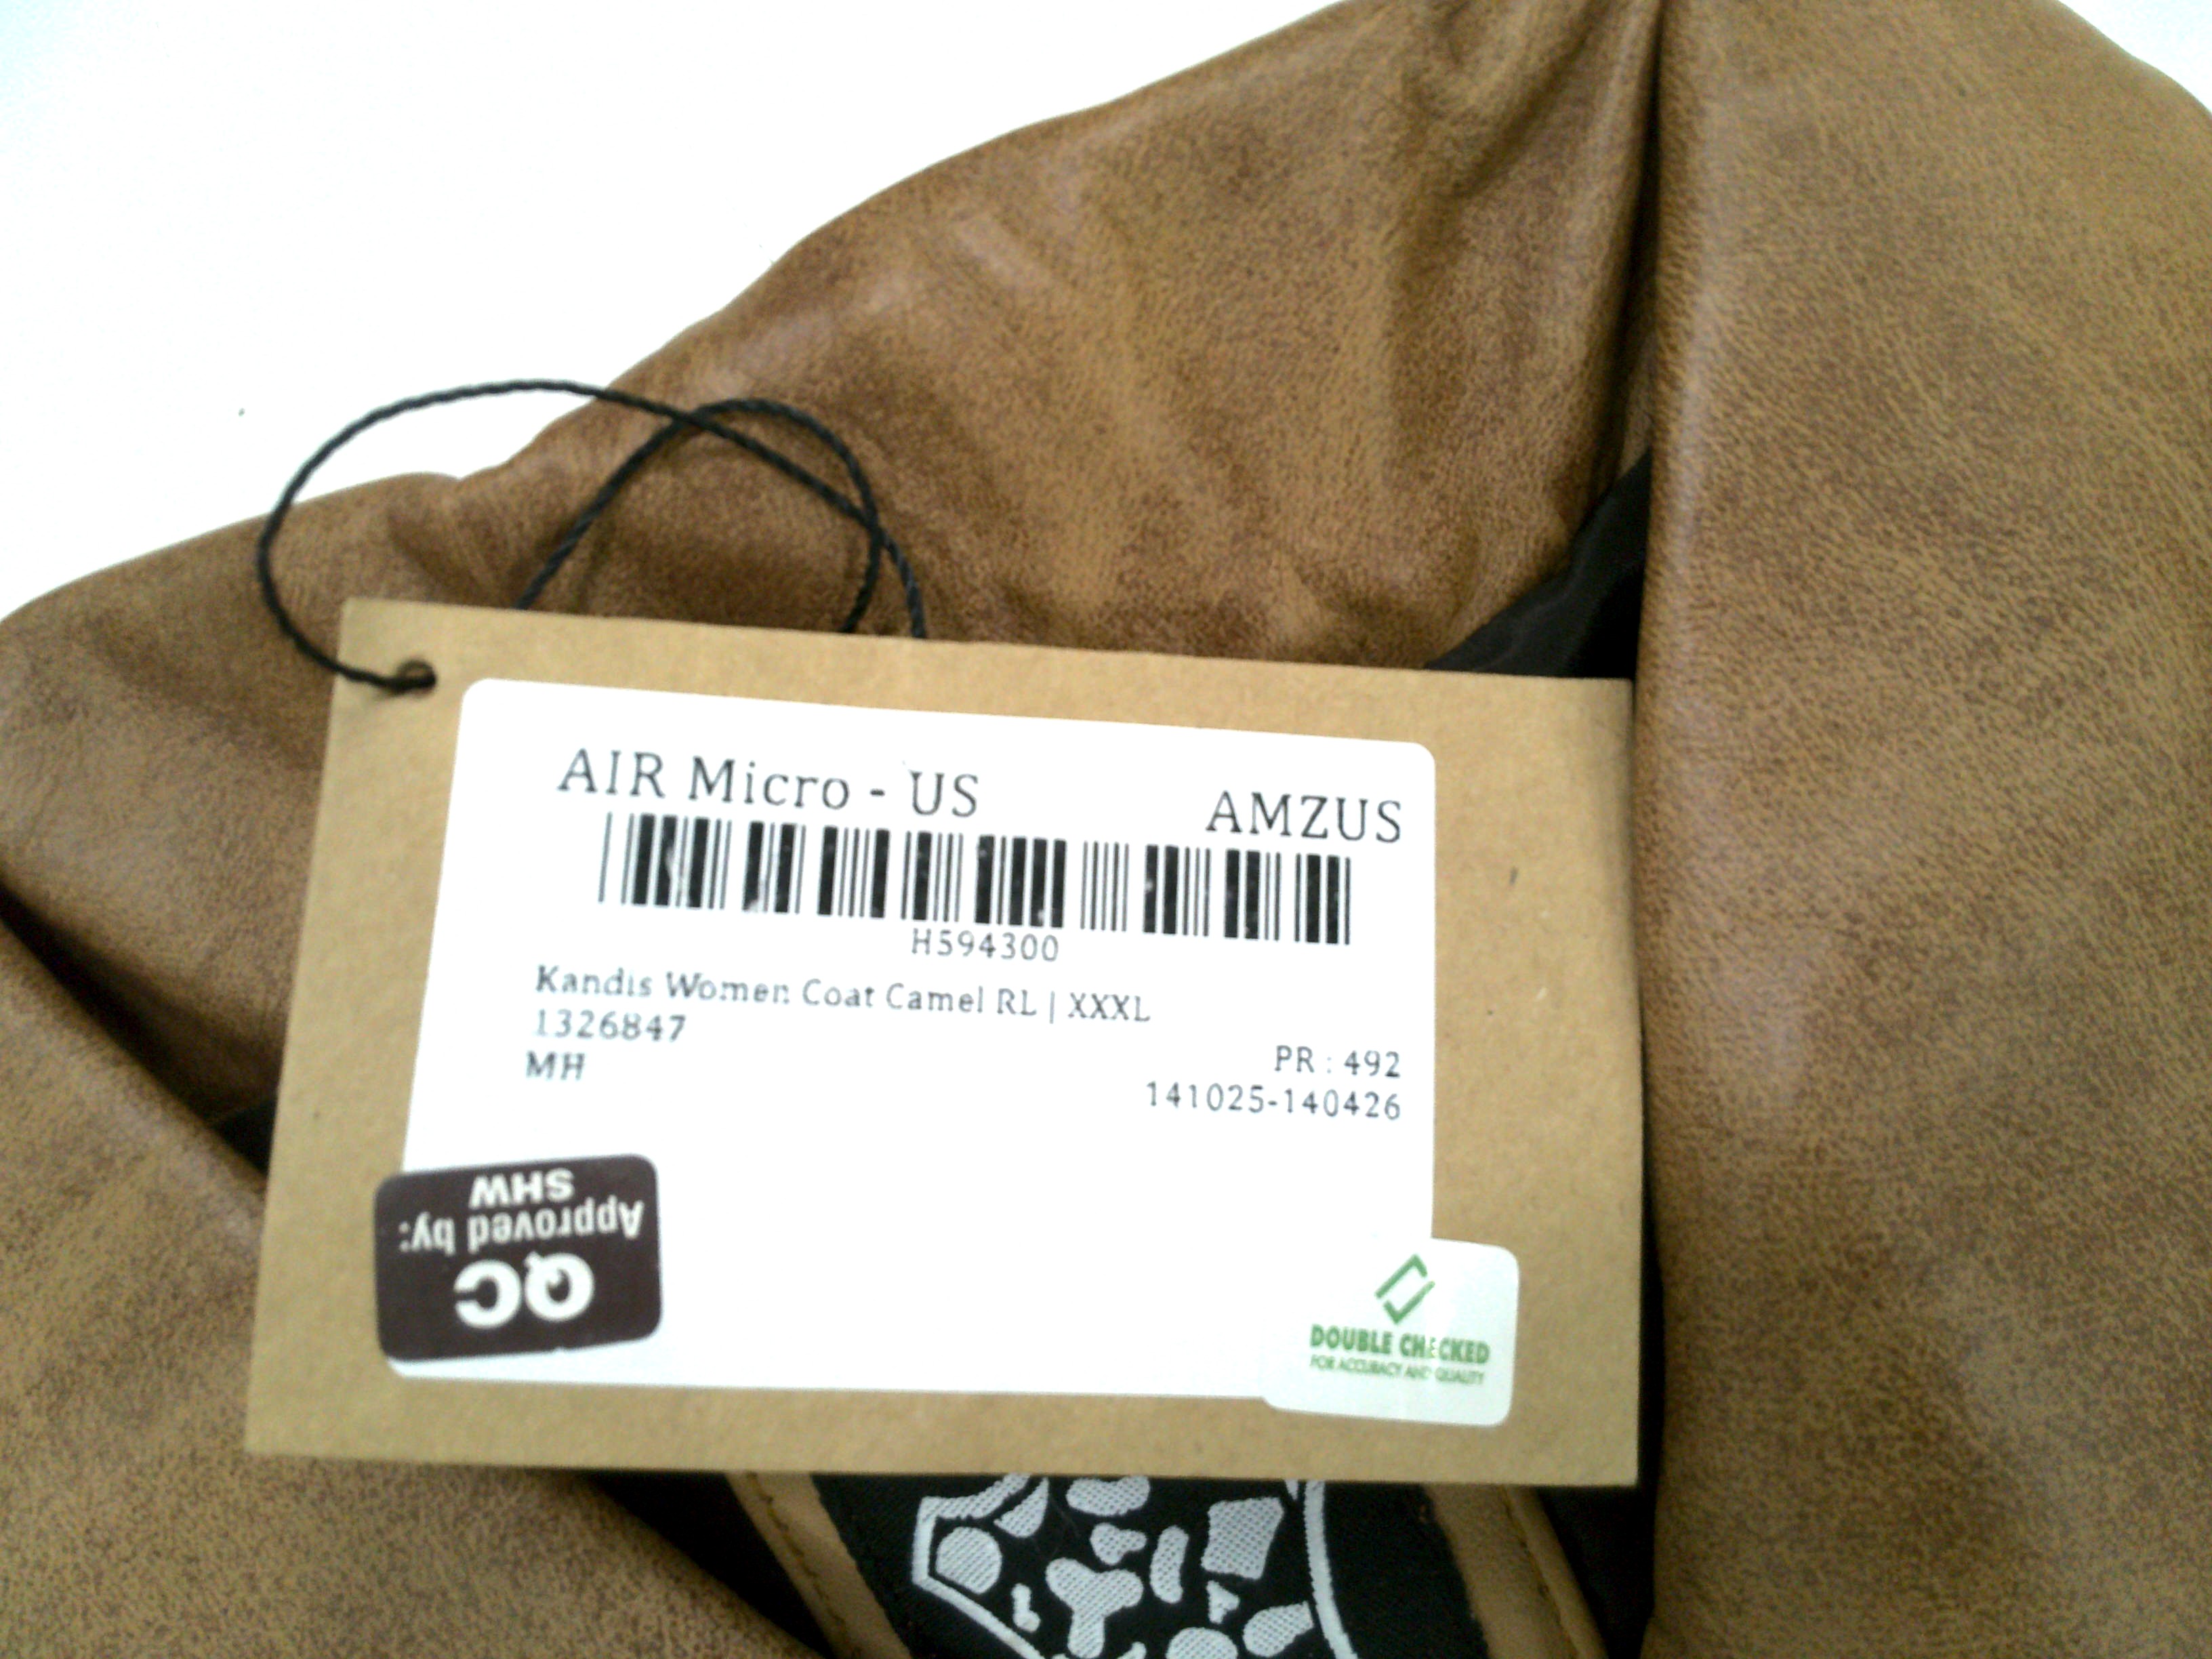 AIR Micro - US
AMZUS
H594300
Kandis Women Coat Camel RL | XXXL
1326847
MH
PR : 492
141025-140426
QC
Approved by:
SHW
DOUBLE CHECKED
FOR ACCURACY AND QUALITY